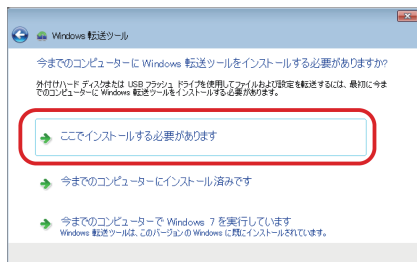 Windows 転送ツール
今までのコンピューターに Windows 転送ツールをインストールする必要がありますか?
外付けハード ディスクまたは USB フラッシュ ドライブを使用してファイルおよび設定を転送するには、最初に今ま
でのコンピューターに Windows 転送ツールをインストールする必要があります。
ここでインストールする必要があります
今までのコンピューターにインストール済みです
今までのコンピューターで Windows 7 を実行しています
Windows 転送ツールは、このバージョンの Windows に既にインストールされています。